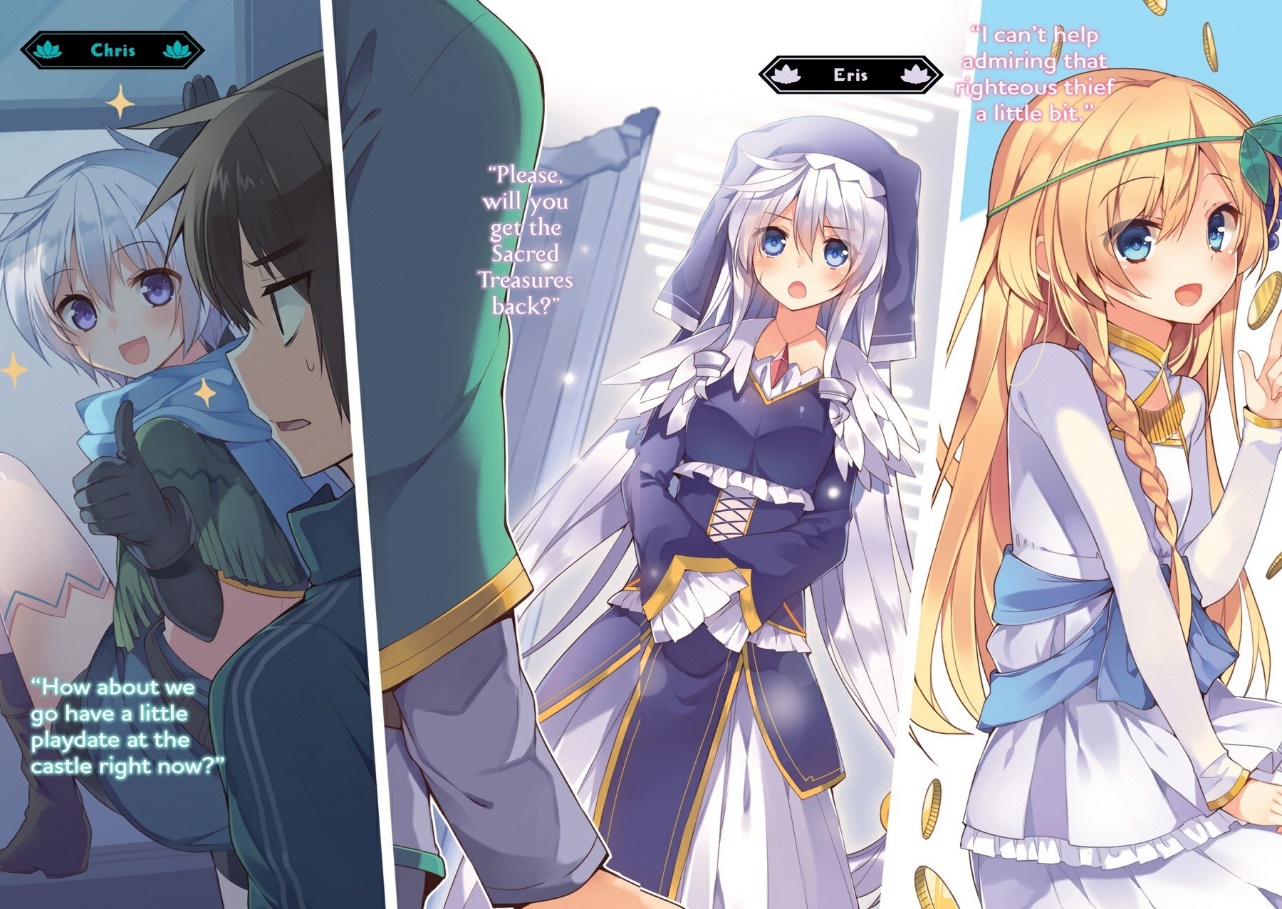 Chris
“How about we
go have a little
playdate at the
castle right now?”
Eris
“Please,
will you
get the
Sacred
Treasures
back?”
“I can’t help
admiring that
righteous thief
a little bit.”